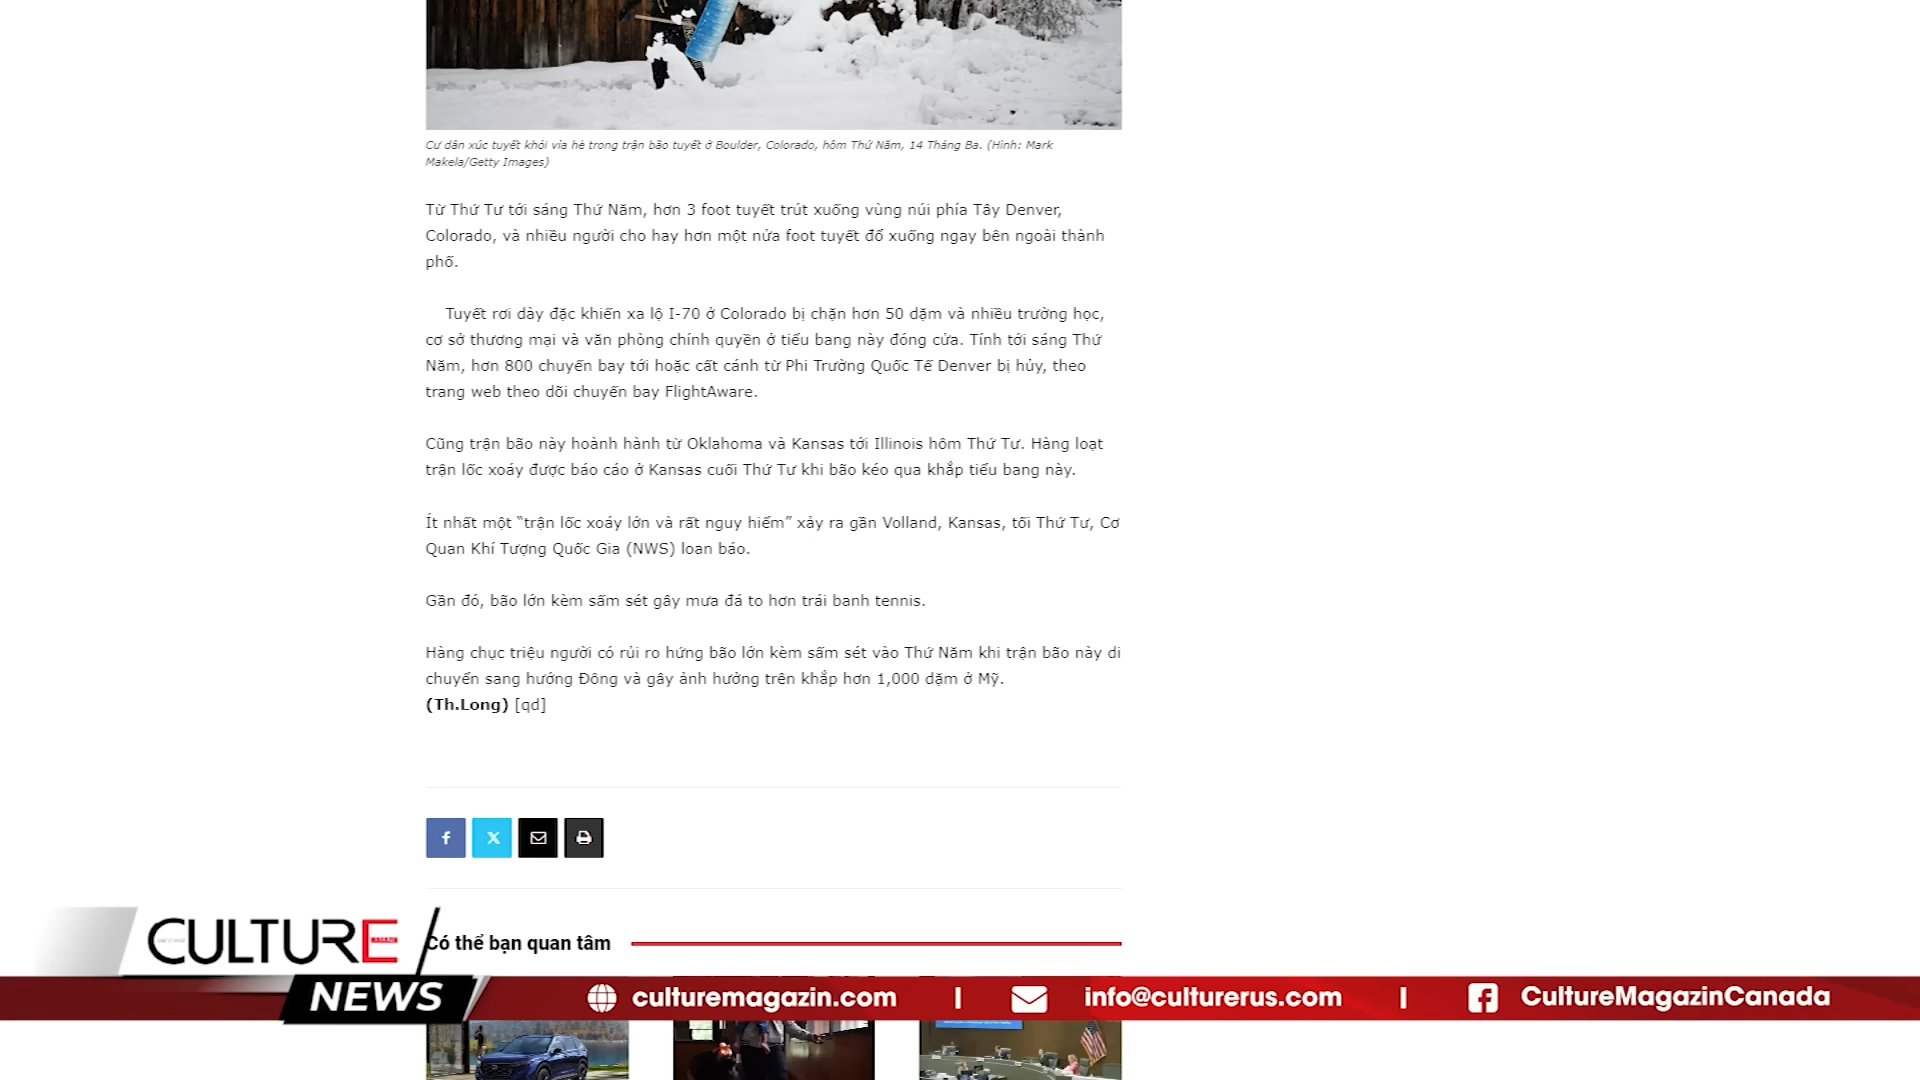 Cư dân xúc tuyết khỏi vỉa hè trong trận bão tuyết ở Boulder, Colorado, hôm Thứ Năm, 14 Tháng Ba. (Hình: Mark
Makela/Getty Images)
Từ Thứ Tư tới sáng Thứ Năm, hơn 3 foot tuyết trút xuống vùng núi phía Tây Denver,
Colorado, và nhiều người cho hay hơn một nửa foot tuyết đổ xuống ngay bên ngoài thành
phố.
Tuyết rơi dày đặc khiến xa lộ I-70 ở Colorado bị chặn hơn 50 dặm và nhiều trường học,
cơ sở thương mại và văn phòng chính quyền ở tiểu bang này đóng cửa. Tính tới sáng Thứ
Năm, hơn 800 chuyến bay tới hoặc cất cánh từ Phi Trường Quốc Tế Denver bị hủy, theo
trang web theo dõi chuyến bay FlightAware.
Cũng trận bão này hoành hành từ Oklahoma và Kansas tới Illinois hôm Thứ Tư. Hàng loạt
trận lốc xoáy được báo cáo ở Kansas cuối Thứ Tư khi bão kéo qua khắp tiểu bang này.
Ít nhất một “trận lốc xoáy lớn và rất nguy hiểm” xảy ra gần Volland, Kansas, tối Thứ Tư, Cơ
Quan Khí Tượng Quốc Gia (NWS) loan báo.
Gần đó, bão lớn kèm sấm sét gây mưa đá to hơn trái banh tennis.
Hàng chục triệu người có rủi ro hứng bão lớn kèm sấm sét vào Thứ Năm khi trận bão này di
chuyển sang hướng Đông và gây ảnh hưởng trên khắp hơn 1,000 dặm ở Mỹ.
(Th.Long) [qd]
Có thể bạn quan tâm
CULTURE
MAGAZIN
NEWS
culturemagazin.com | info@culturerus.com | CultureMagazinCanada